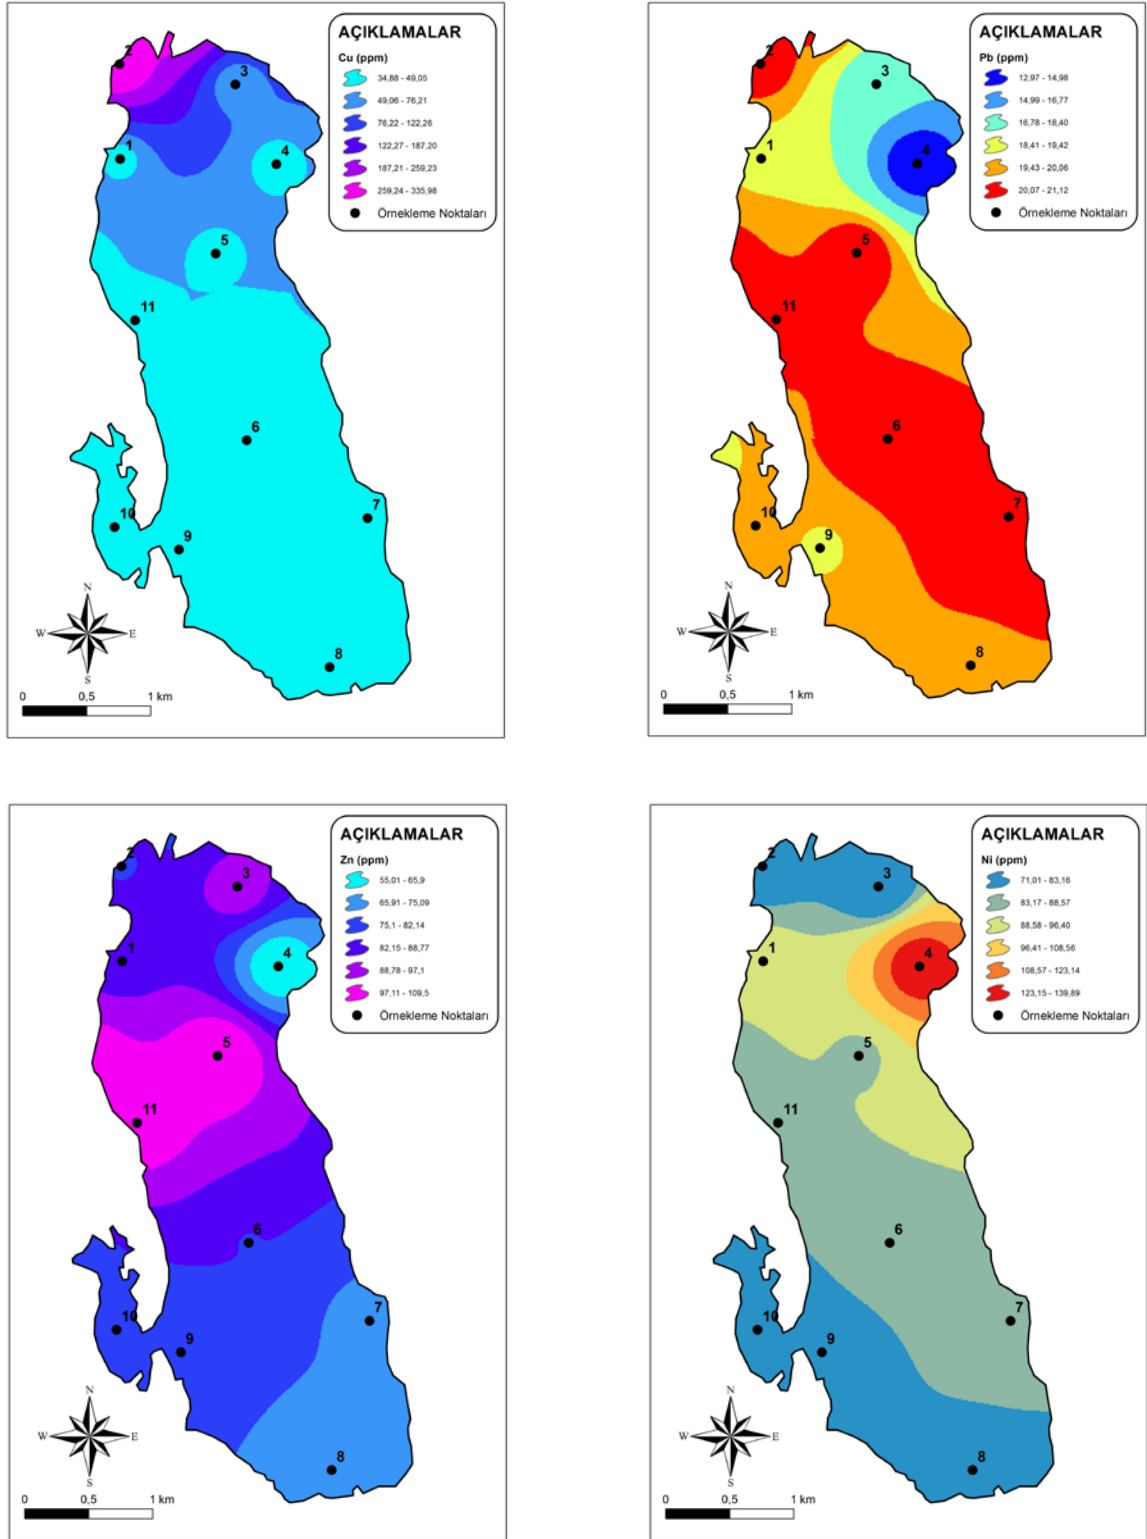 AÇIKLAMALAR
Cu (ppm)
34,88 - 49,05
49,06 - 76,21
76,22 - 122,26
122,27 - 187,20
187,21 - 259,23
259,24 - 335,98
Örnekleme Noktaları
2
3
1
4
5
11
6
7
10
9
8
N
W E
S
0 0,5 1 km
AÇIKLAMALAR
Pb (ppm)
12,97 - 14,98
14,99 - 16,77
16,78 - 18,40
18,41 - 19,42
19,43 - 20,06
20,07 - 21,12
Örnekleme Noktaları
2
3
1
4
5
11
6
7
10
9
8
N
W E
S
0 0,5 1 km
AÇIKLAMALAR
Zn (ppm)
55,01 - 65,9
65,91 - 75,09
75,1 - 82,14
82,15 - 88,77
88,78 - 97,1
97,11 - 109,5
Örnekleme Noktaları
2
3
1
4
5
11
6
7
10
9
8
N
W E
S
0 0,5 1 km
AÇIKLAMALAR
Ni (ppm)
71,01 - 83,16
83,17 - 88,57
88,58 - 96,40
96,41 - 108,56
108,57 - 123,14
123,15 - 139,89
Örnekleme Noktaları
2
3
1
4
5
11
6
7
10
9
8
N
W E
S
0 0,5 1 km